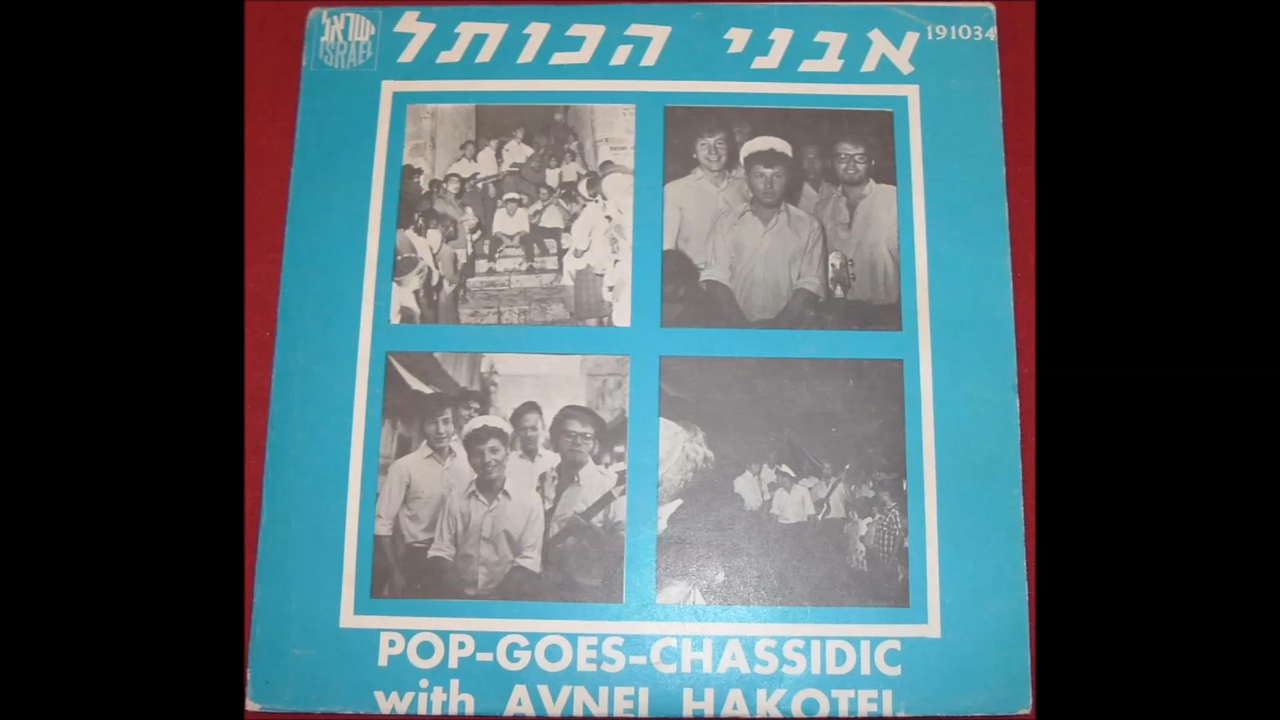 ישראל
ISRAEL
אבני הכותל
191034
POP-GOES-CHASSIDIC
with AVNEI HAKOTEL